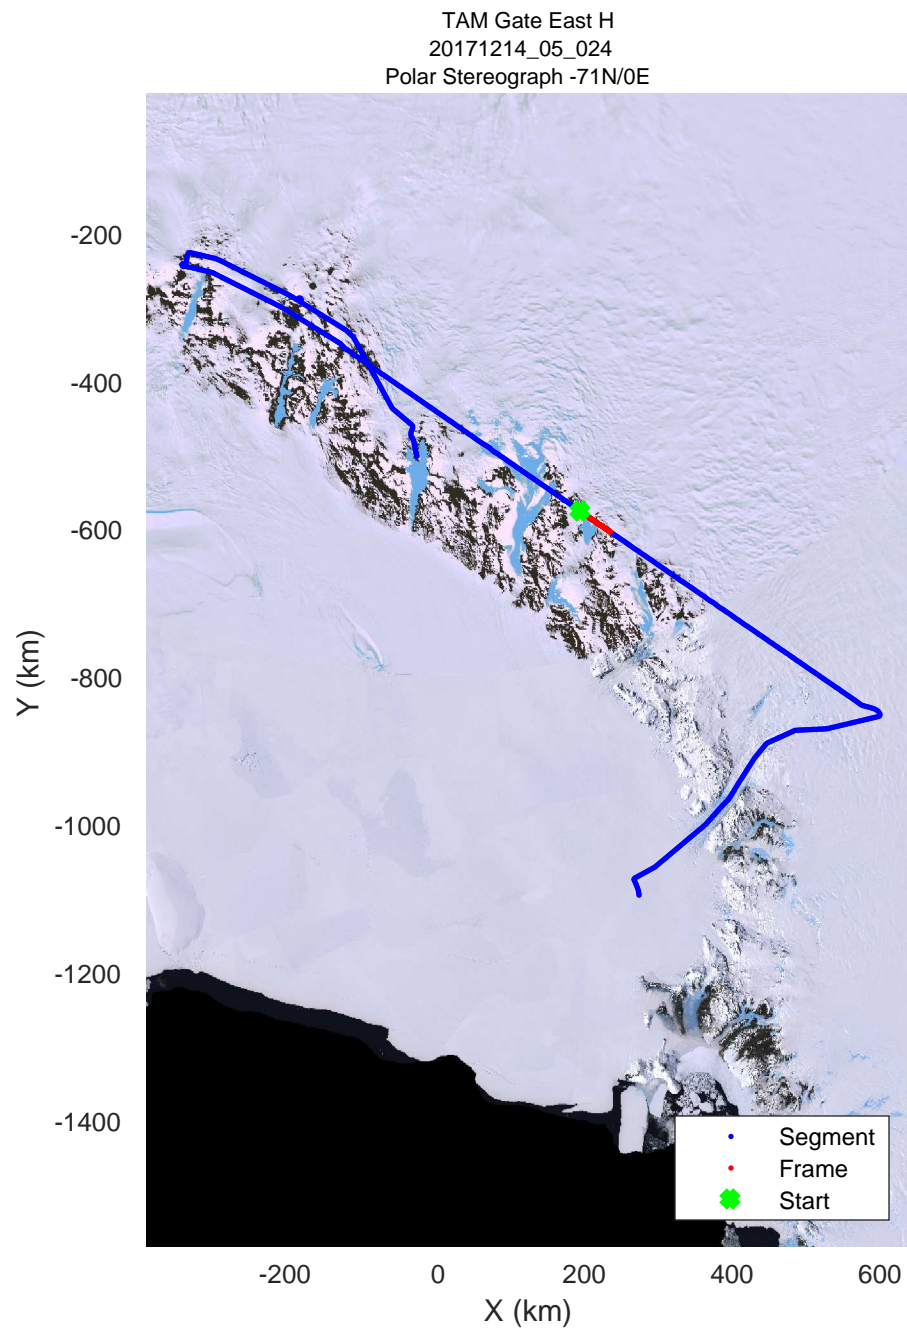 TAM Gate East H
20171214_05_024
Polar Stereograph -71N/0E
-200
-400
-600
-800
-1000
-1200
-1400
Y (km)
Segment
Frame
Start
-200 0 200 400 600
X (km)